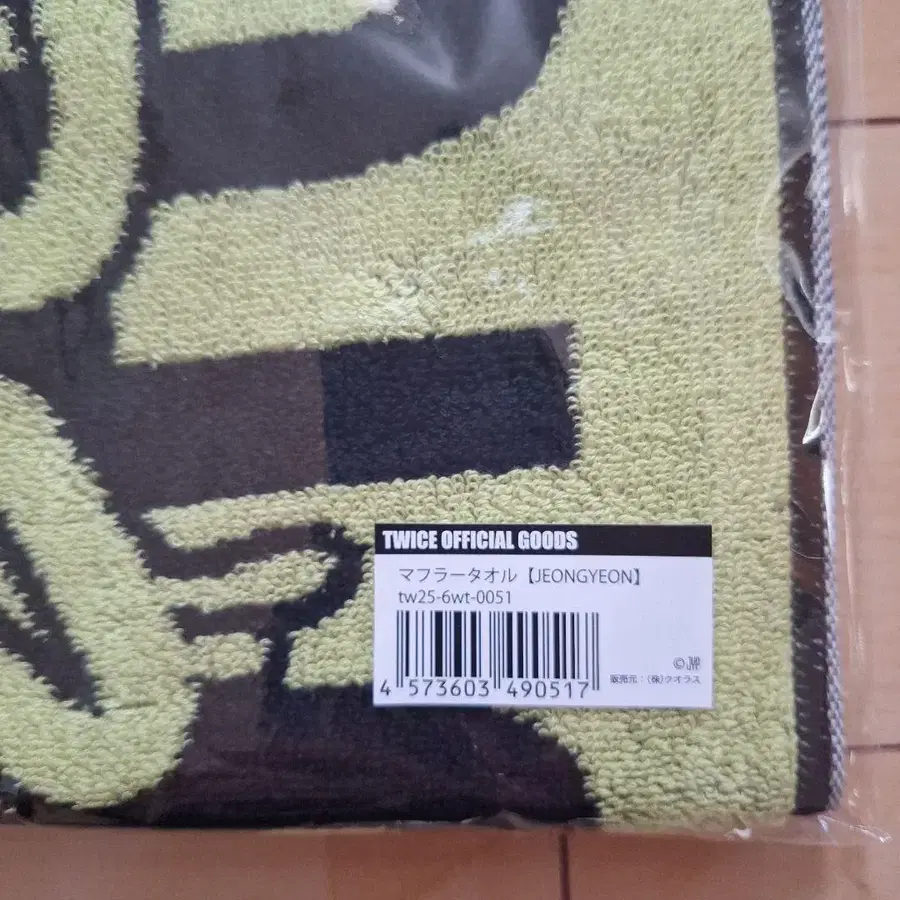 TWICE OFFICIAL GOODS
マフラータオル【JEONGYEON】
tw25-6wt-0051
4 573603 490517
©JYP
販売元：(株)クオラス